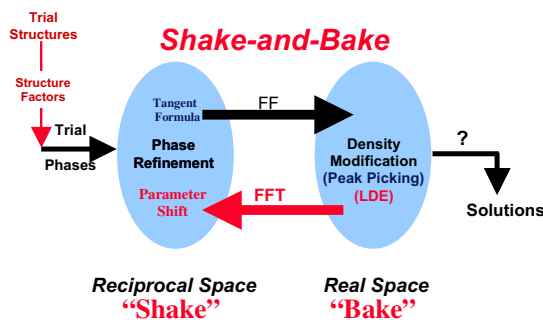 Trial
Structures
Shake-and-Bake
Structure
Factors
Trial
Phases
Tangent
Formula
Phase
Refinement
Parameter
Shift
FF
FFT
Density
Modification
(Peak Picking)
(LDE)
?
Solutions
Reciprocal Space
“Shake”
Real Space
“Bake”